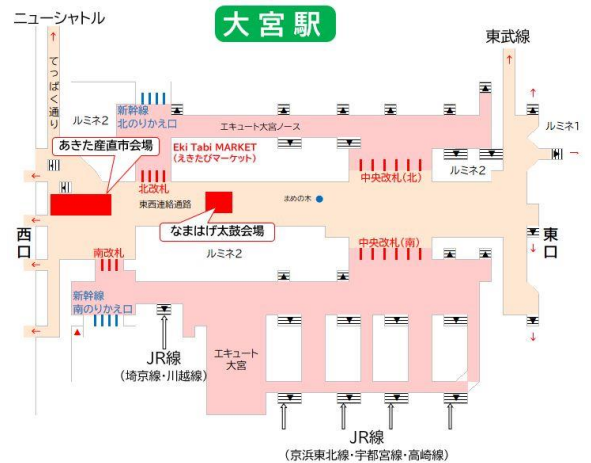 大宮駅
ニューシャトル
東武線
てっぱく通り
ルミネ2
新幹線
北のりかえ口
エキュート大宮ノース
ルミネ1
あきた産直市会場
Eki Tabi MARKET
(えきたびマーケット)
ルミネ2
北改札
中央改札(北)
東西連絡通路
まめの木
なまはげ太鼓会場
西口
東口
南改札
ルミネ2
中央改札(南)
新幹線
南のりかえ口
エキュート
大宮
JR線
(埼京線・川越線)
JR線
(京浜東北線・宇都宮線・高崎線)